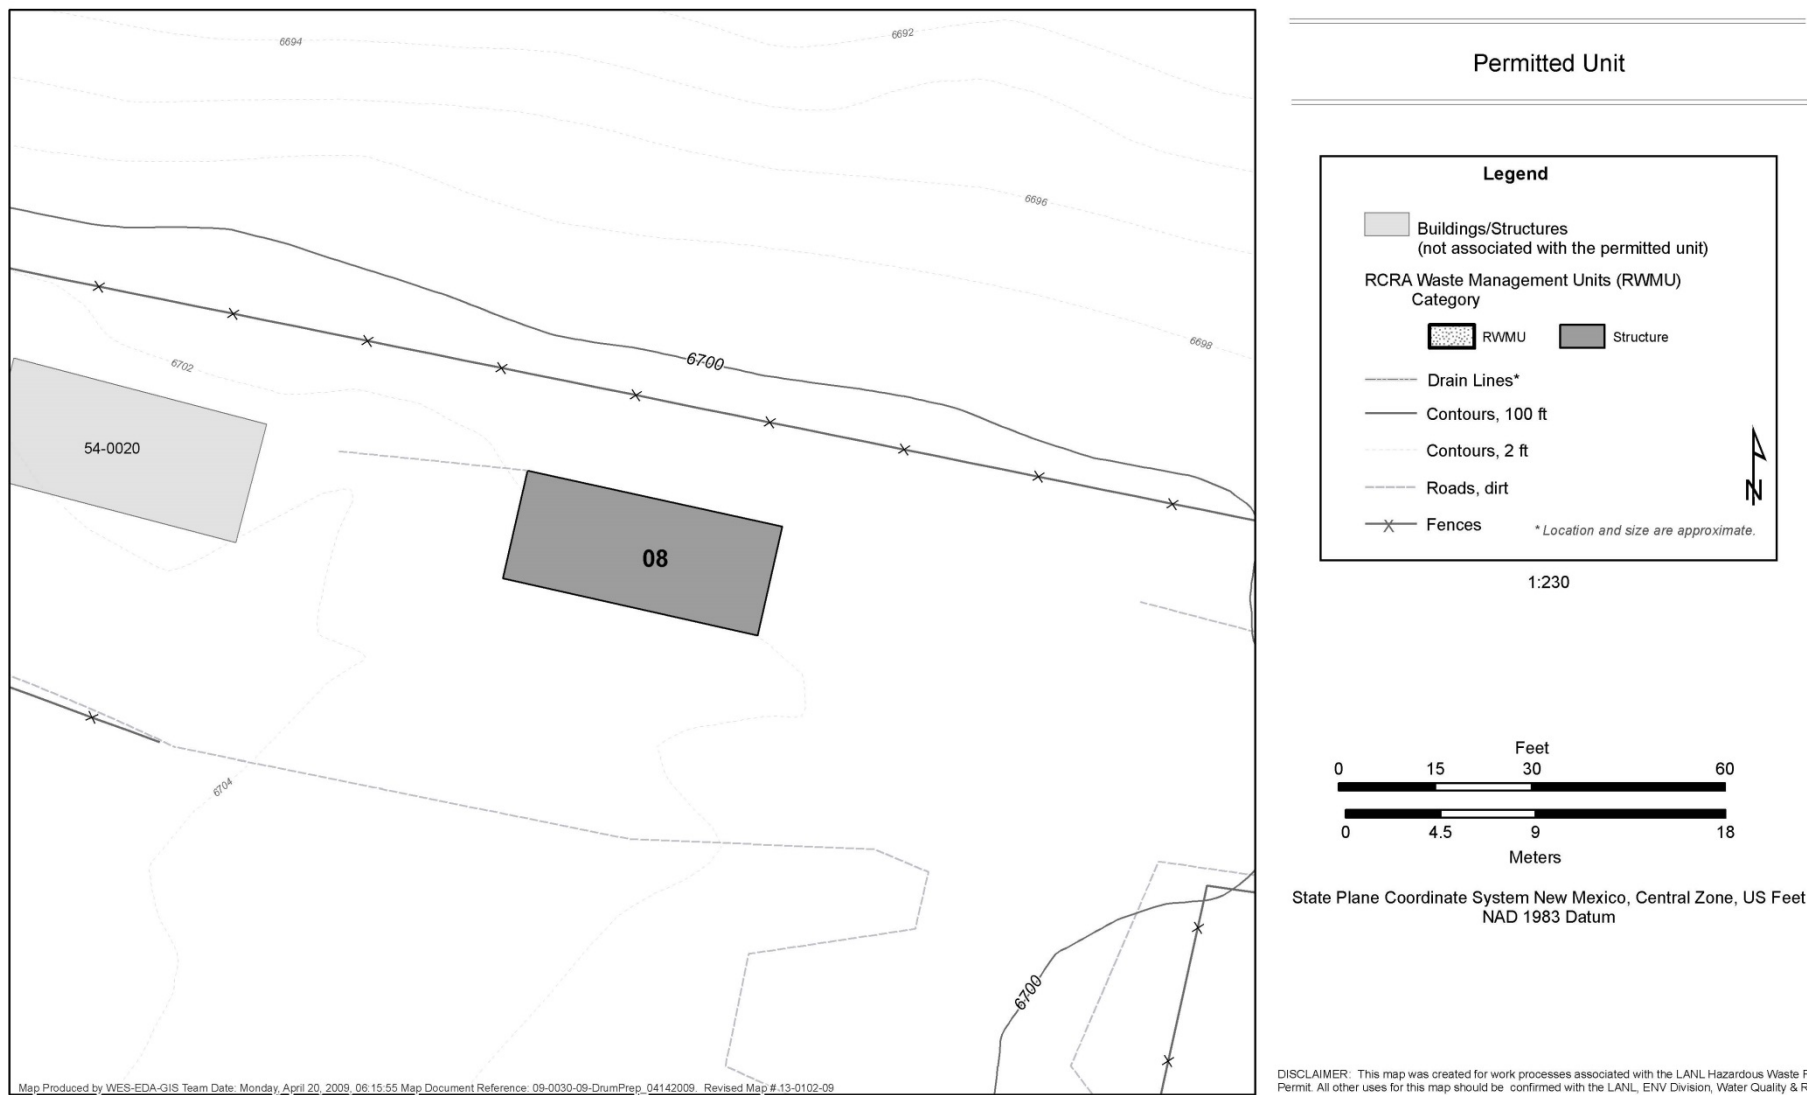 6694
6692
6696
6698
6700
6702
54-0020
08
6704
6700
Map Produced by WES-EDA-GIS Team Date: Monday, April 20, 2009, 06:15:55 Map Document Reference: 09-0030-09-DrumPrep_04142009. Revised Map #.13-0102-09
Permitted Unit
Legend
Buildings/Structures
(not associated with the permitted unit)
RCRA Waste Management Units (RWMU)
Category
RWMU Structure
Drain Lines*
Contours, 100 ft
Contours, 2 ft
Roads, dirt
Fences
* Location and size are approximate.
N
1:230
Feet
0 15 30 60
0 4.5 9 18
Meters
State Plane Coordinate System New Mexico, Central Zone, US Feet
NAD 1983 Datum
DISCLAIMER: This map was created for work processes associated with the LANL Hazardous Waste
Permit. All other uses for this map should be confirmed with the LANL, ENV Division, Water Quality &